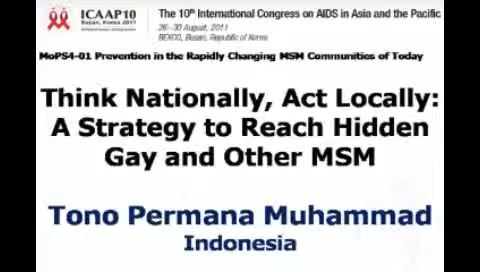 ICAAP10
Busan, Korea 2011
The 10th International Congress on AIDS in Asia and the Pacific
26-30 August, 2011
BEXCO, Busan, Republic of Korea
MoPS4-01 Prevention in the Rapidly Changing MSM Communities of Today
Think Nationally, Act Locally:
A Strategy to Reach Hidden
Gay and Other MSM
Tono Permana Muhammad
Indonesia